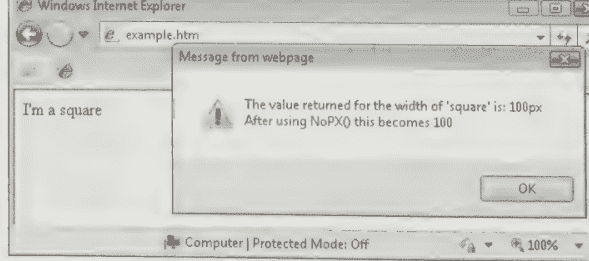 Windows Internet Explorer
example.htm
Message from webpage
I'm a square
The value returned for the width of 'square' is: 100px
After using NoPX() this becomes 100
OK
Computer | Protected Mode: Off
100%